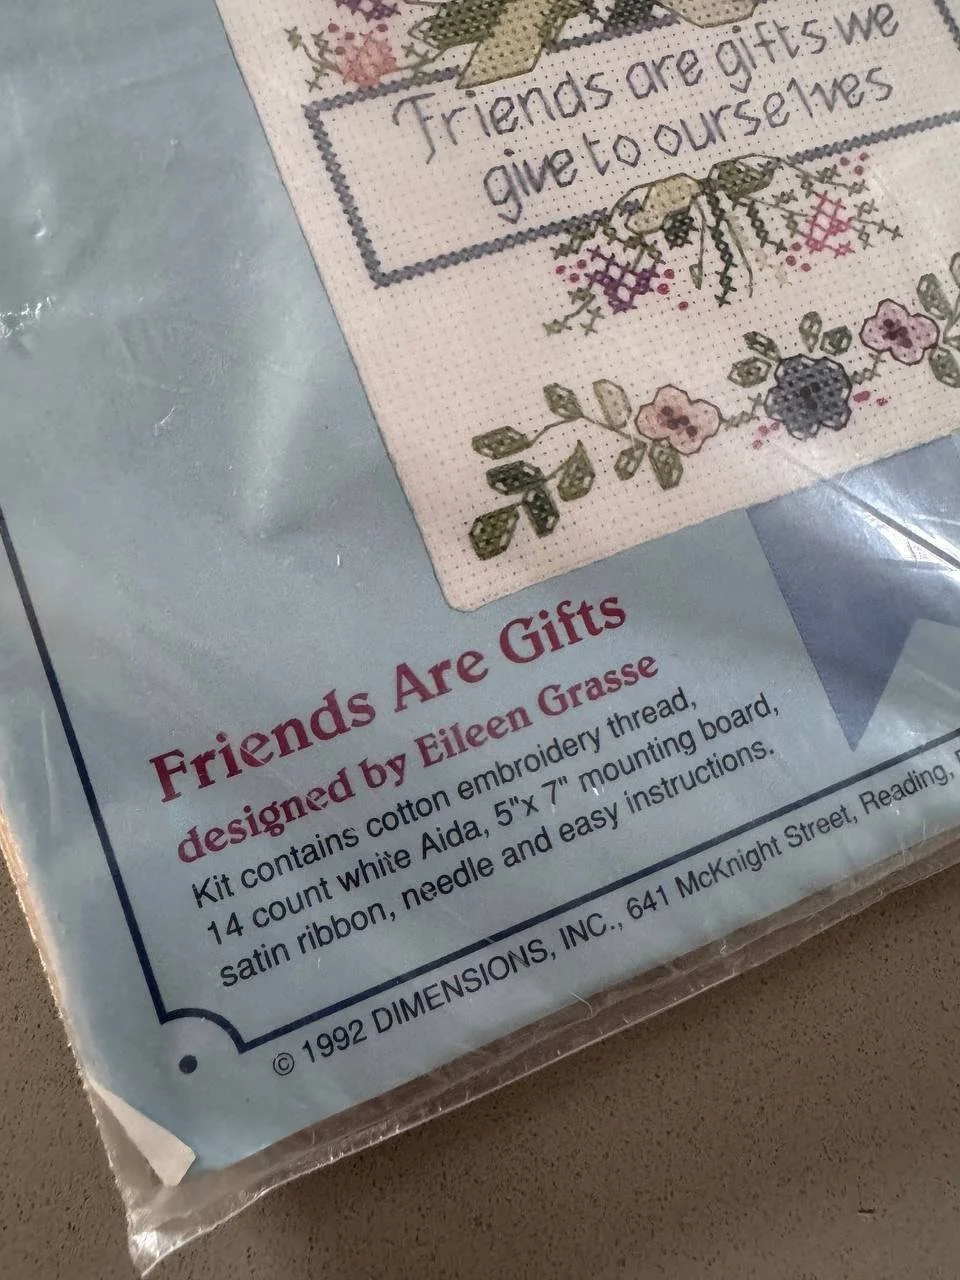 Friends are gifts we
give to ourselves
Friends Are Gifts
designed by Eileen Grasse
Kit contains cotton embroidery thread,
14 count white Aida, 5"x 7" mounting board,
satin ribbon, needle and easy instructions.
© 1992 DIMENSIONS, INC., 641 McKnight Street, Reading,